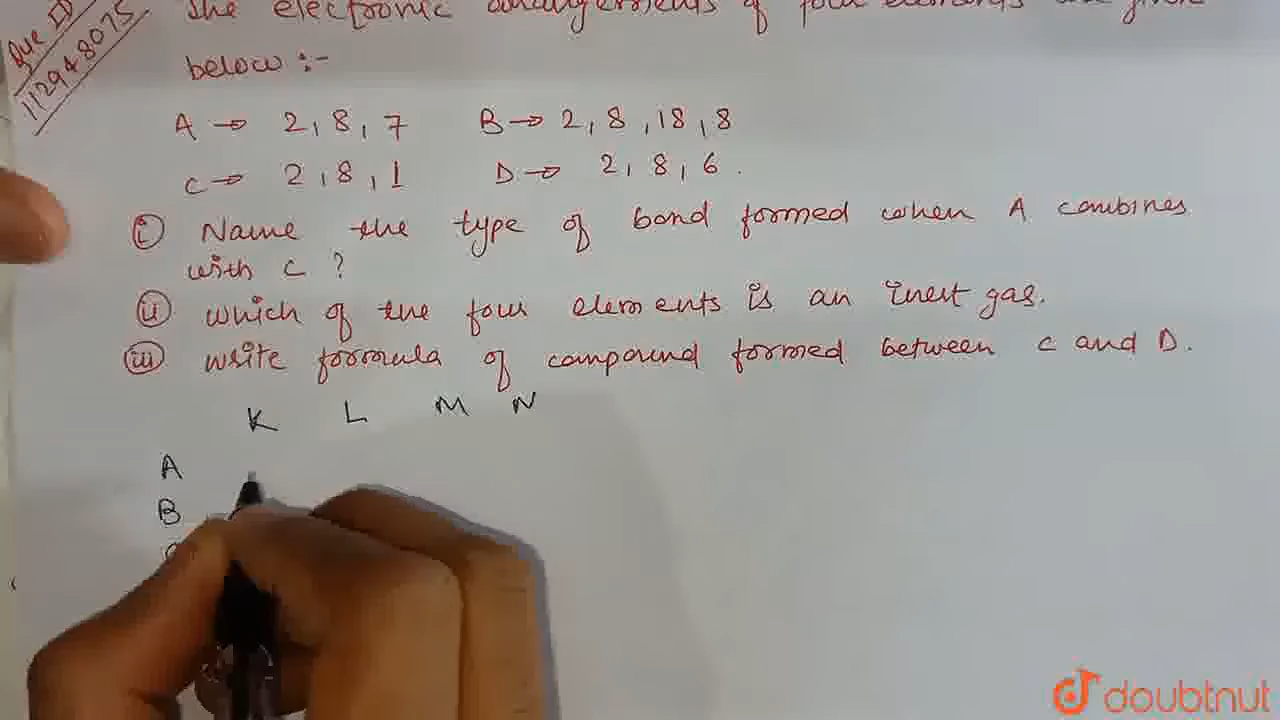 Que ID
112948075
The electronic arrangements of four elements are given
below :-
A → 2, 8, 7 B → 2, 8, 18, 8
C → 2, 8, 1 D → 2, 8, 6.
(i) Name the type of bond formed when A combines
with C ?
(ii) which of the four elements is an inert gas.
(iii) write formula of compound formed between C and D.
K L M N
A
B
C
doubtnut